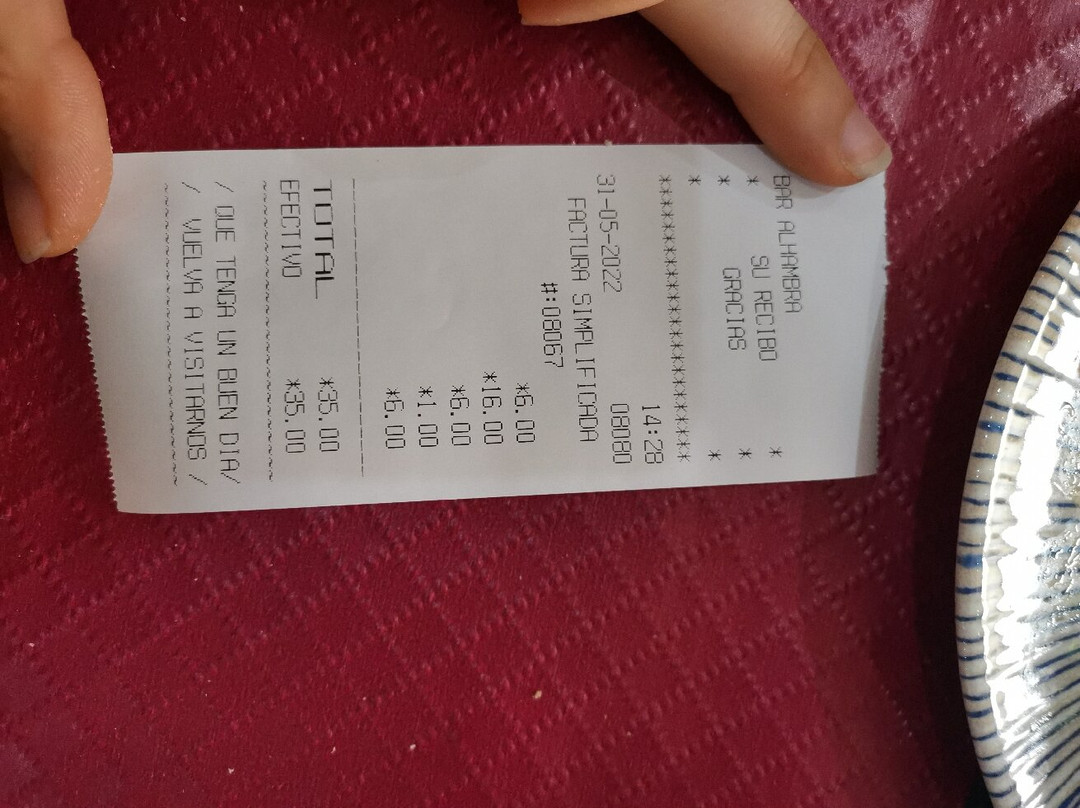 BAR ALHAMBRA
* SU RECIBO *
* GRACIAS *
* *
*************************
14:28
31-05-2022 08080
FACTURA SIMPLIFICADA
#:08067
*6.00
*16.00
*6.00
*1.00
*6.00
--------------------------------
TOTAL *35.00
EFECTIVO *35.00
~~~~~~~~~~~~~~~~~~~~~~~~
/ QUE TENGA UN BUEN DIA/
/ VUELVA A VISITARNOS /
~~~~~~~~~~~~~~~~~~~~~~~~